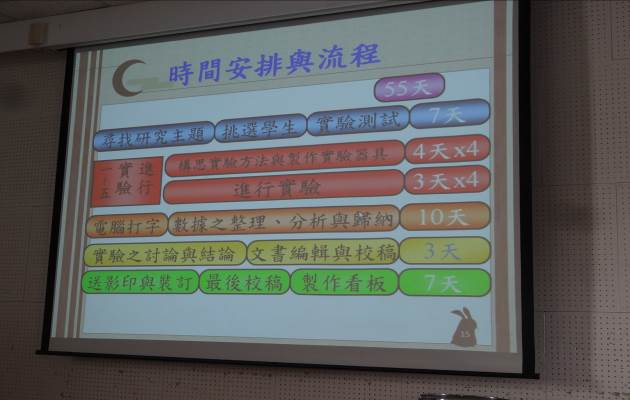 時間安排與流程
55天
尋找研究主題 挑選學生 實驗測試 7天
進行實驗一~五
構思實驗方法與製作實驗器具 4天x4
進行實驗 3天x4
電腦打字 數據之整理、分析與歸納 10天
實驗之討論與結論 文書編輯與校稿 3天
送影印與裝訂 最後校稿 製作看板 7天
15